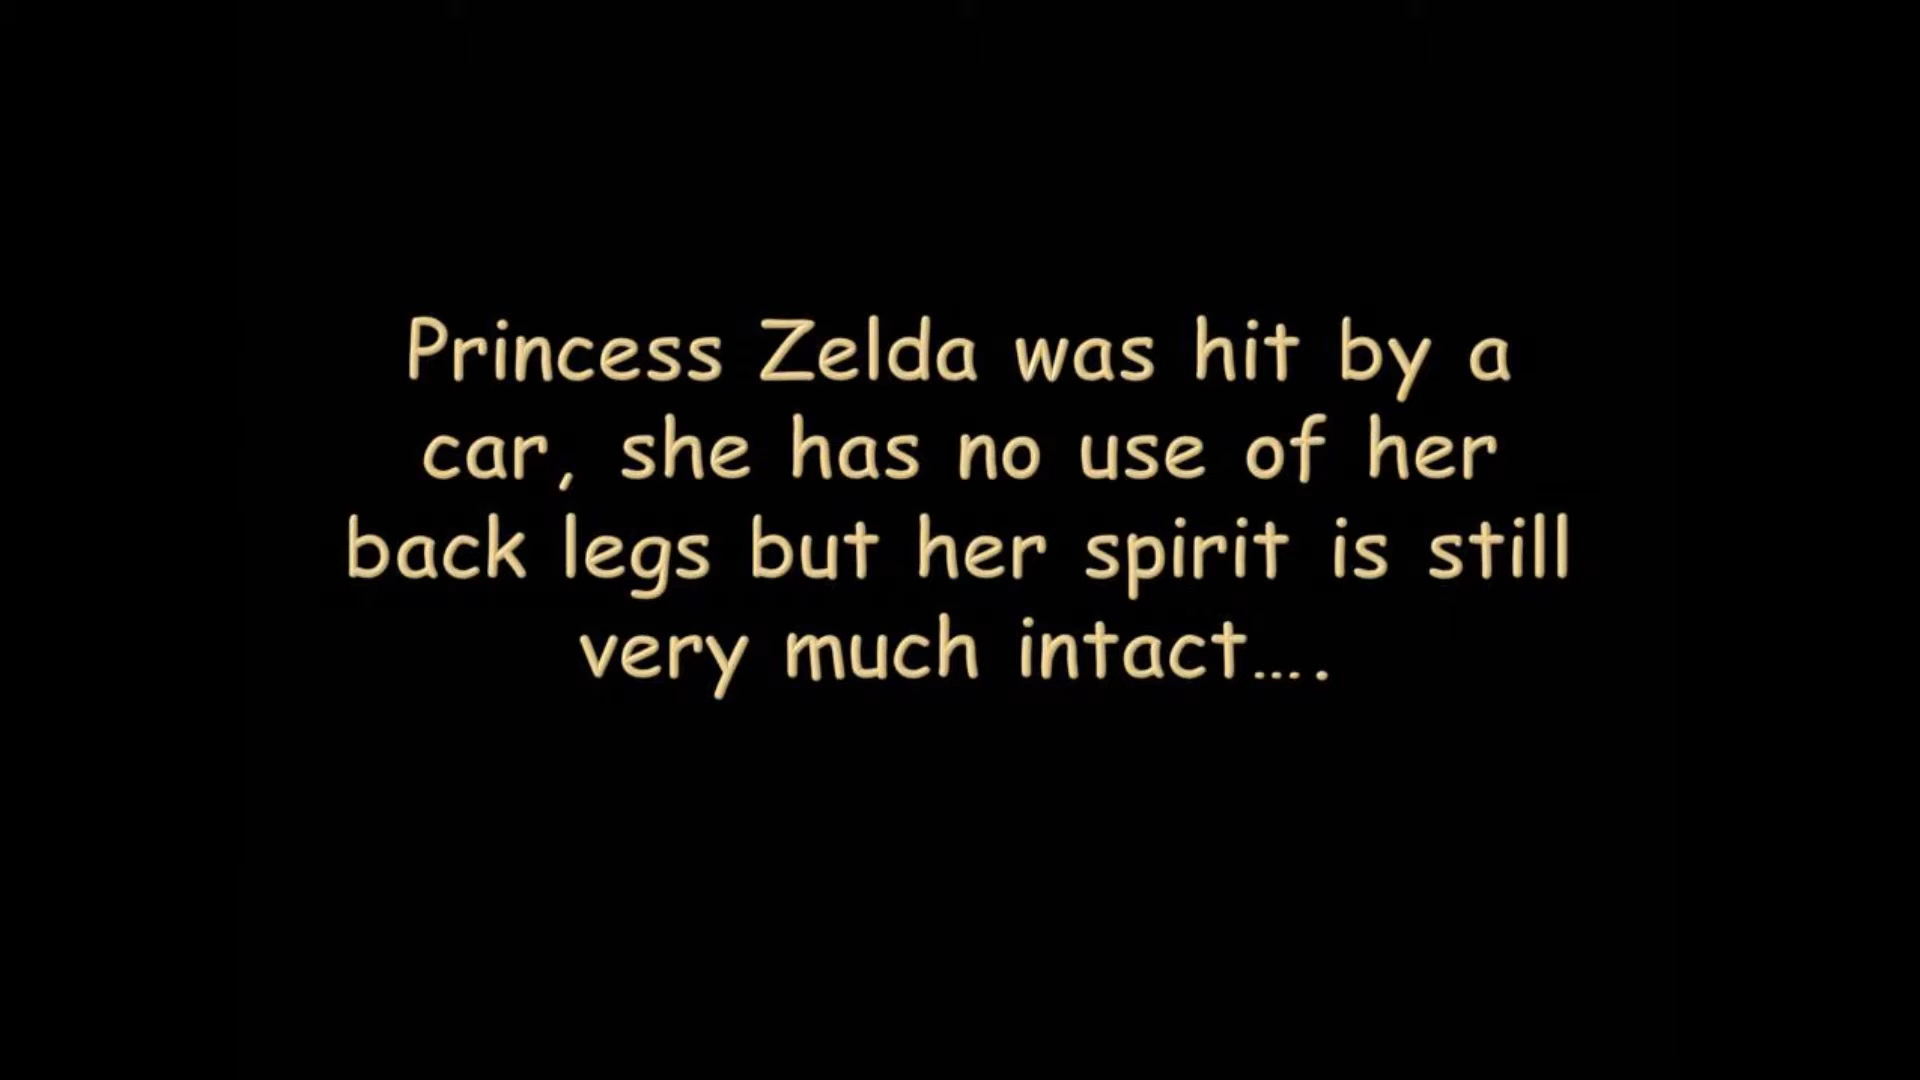 Princess Zelda was hit by a
car, she has no use of her
back legs but her spirit is still
very much intact….